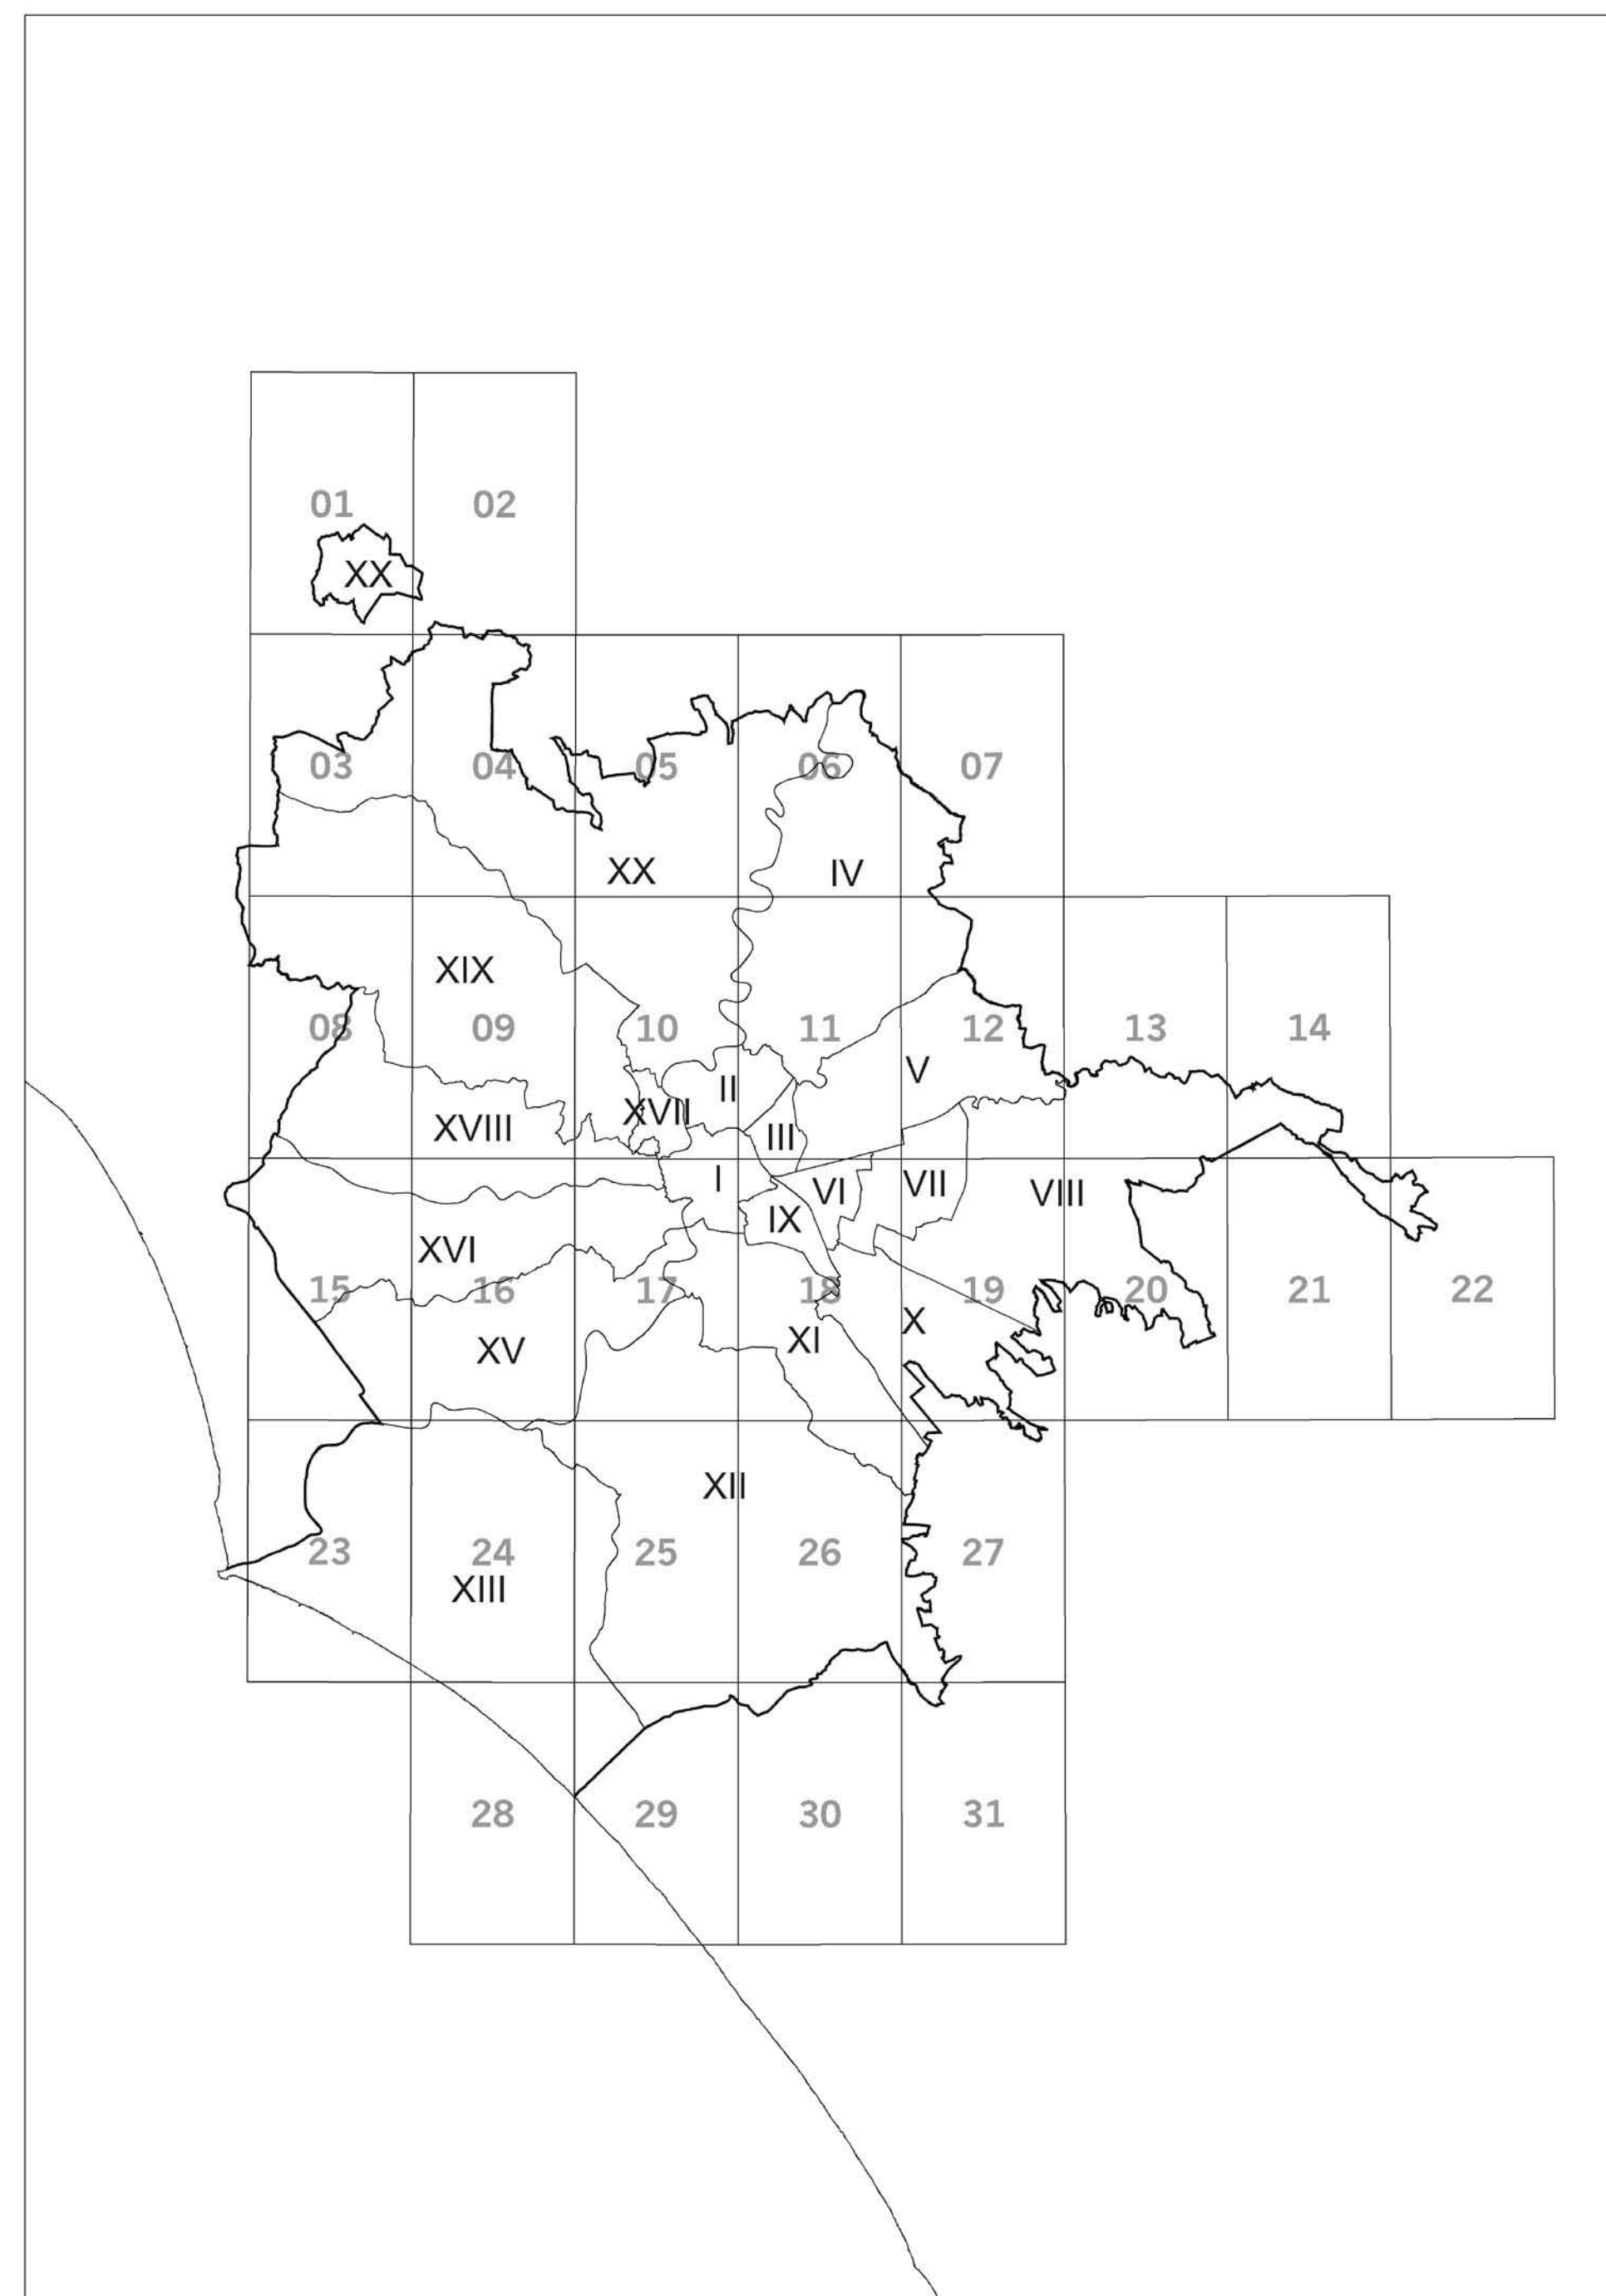 01 02
XX
03 04 05 06 07
XX IV
XIX
08 09 10 11 12 13 14
V
II
XVII
XVIII III
I
VI VII VIII
IX
XVI
15 16 17 18 19 20 21 22
X
XI
XV
XII
23 24 25 26 27
XIII
28 29 30 31